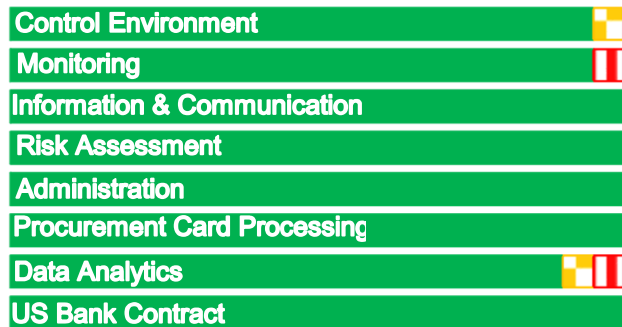 Control Environment
Monitoring
Information & Communication
Risk Assessment
Administration
Procurement Card Processing
Data Analytics
US Bank Contract